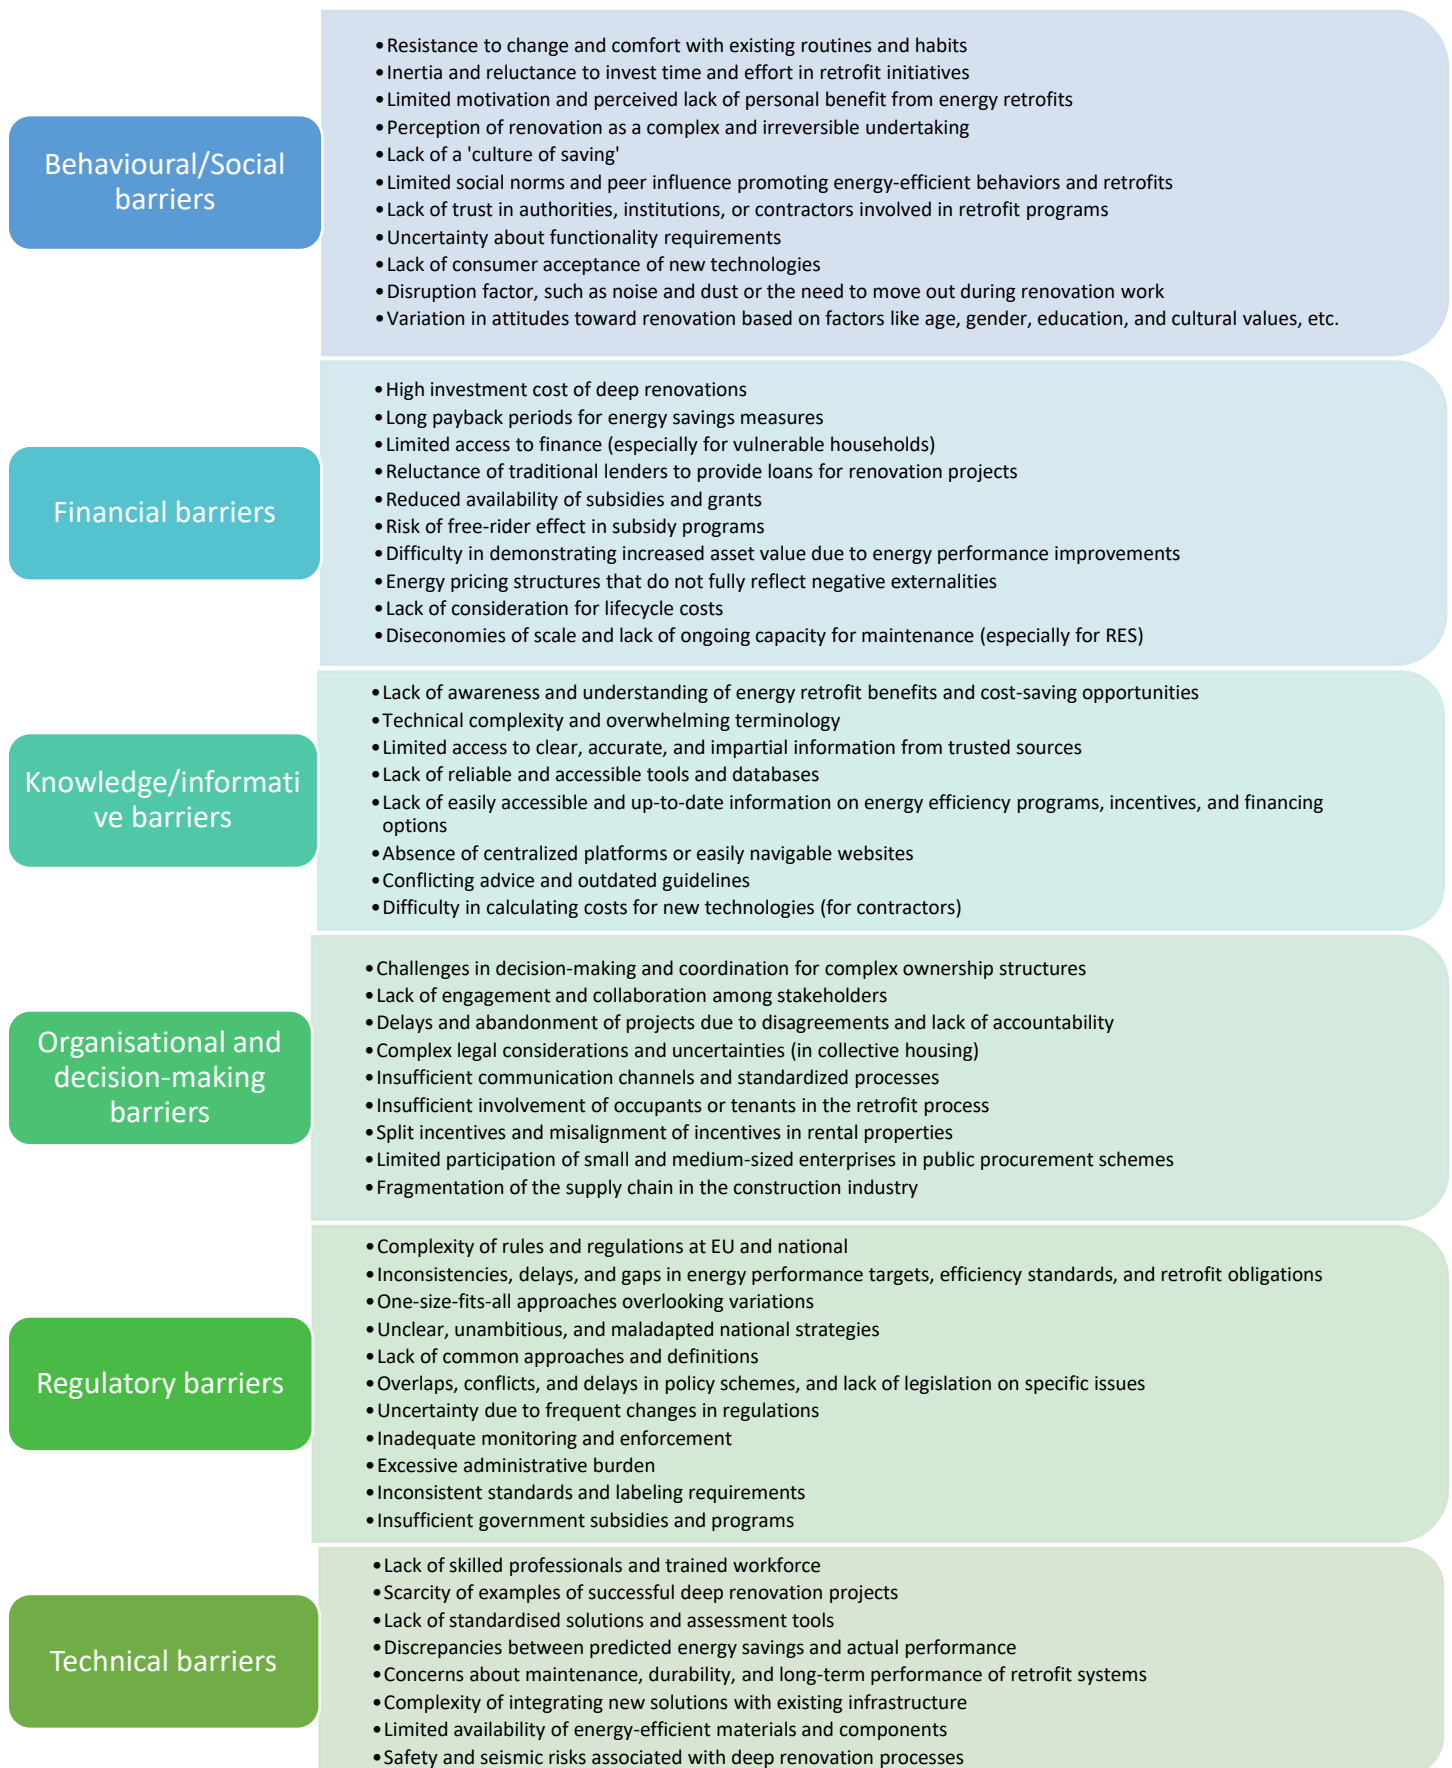 Behavioural/Social
barriers
•Resistance to change and comfort with existing routines and habits
•Inertia and reluctance to invest time and effort in retrofit initiatives
•Limited motivation and perceived lack of personal benefit from energy retrofits
•Perception of renovation as a complex and irreversible undertaking
•Lack of a 'culture of saving'
•Limited social norms and peer influence promoting energy-efficient behaviors and retrofits
•Lack of trust in authorities, institutions, or contractors involved in retrofit programs
•Uncertainty about functionality requirements
•Lack of consumer acceptance of new technologies
•Disruption factor, such as noise and dust or the need to move out during renovation work
•Variation in attitudes toward renovation based on factors like age, gender, education, and cultural values, etc.
Financial barriers
•High investment cost of deep renovations
•Long payback periods for energy savings measures
•Limited access to finance (especially for vulnerable households)
•Reluctance of traditional lenders to provide loans for renovation projects
•Reduced availability of subsidies and grants
•Risk of free-rider effect in subsidy programs
•Difficulty in demonstrating increased asset value due to energy performance improvements
•Energy pricing structures that do not fully reflect negative externalities
•Lack of consideration for lifecycle costs
•Diseconomies of scale and lack of ongoing capacity for maintenance (especially for RES)
Knowledge/informati
ve barriers
•Lack of awareness and understanding of energy retrofit benefits and cost-saving opportunities
•Technical complexity and overwhelming terminology
•Limited access to clear, accurate, and impartial information from trusted sources
•Lack of reliable and accessible tools and databases
•Lack of easily accessible and up-to-date information on energy efficiency programs, incentives, and financing
options
•Absence of centralized platforms or easily navigable websites
•Conflicting advice and outdated guidelines
•Difficulty in calculating costs for new technologies (for contractors)
Organisational and
decision-making
barriers
•Challenges in decision-making and coordination for complex ownership structures
•Lack of engagement and collaboration among stakeholders
•Delays and abandonment of projects due to disagreements and lack of accountability
•Complex legal considerations and uncertainties (in collective housing)
•Insufficient communication channels and standardized processes
•Insufficient involvement of occupants or tenants in the retrofit process
•Split incentives and misalignment of incentives in rental properties
•Limited participation of small and medium-sized enterprises in public procurement schemes
•Fragmentation of the supply chain in the construction industry
Regulatory barriers
•Complexity of rules and regulations at EU and national
•Inconsistencies, delays, and gaps in energy performance targets, efficiency standards, and retrofit obligations
•One-size-fits-all approaches overlooking variations
•Unclear, unambitious, and maladapted national strategies
•Lack of common approaches and definitions
•Overlaps, conflicts, and delays in policy schemes, and lack of legislation on specific issues
•Uncertainty due to frequent changes in regulations
•Inadequate monitoring and enforcement
•Excessive administrative burden
•Inconsistent standards and labeling requirements
•Insufficient government subsidies and programs
Technical barriers
•Lack of skilled professionals and trained workforce
•Scarcity of examples of successful deep renovation projects
•Lack of standardised solutions and assessment tools
•Discrepancies between predicted energy savings and actual performance
•Concerns about maintenance, durability, and long-term performance of retrofit systems
•Complexity of integrating new solutions with existing infrastructure
•Limited availability of energy-efficient materials and components
•Safety and seismic risks associated with deep renovation processes